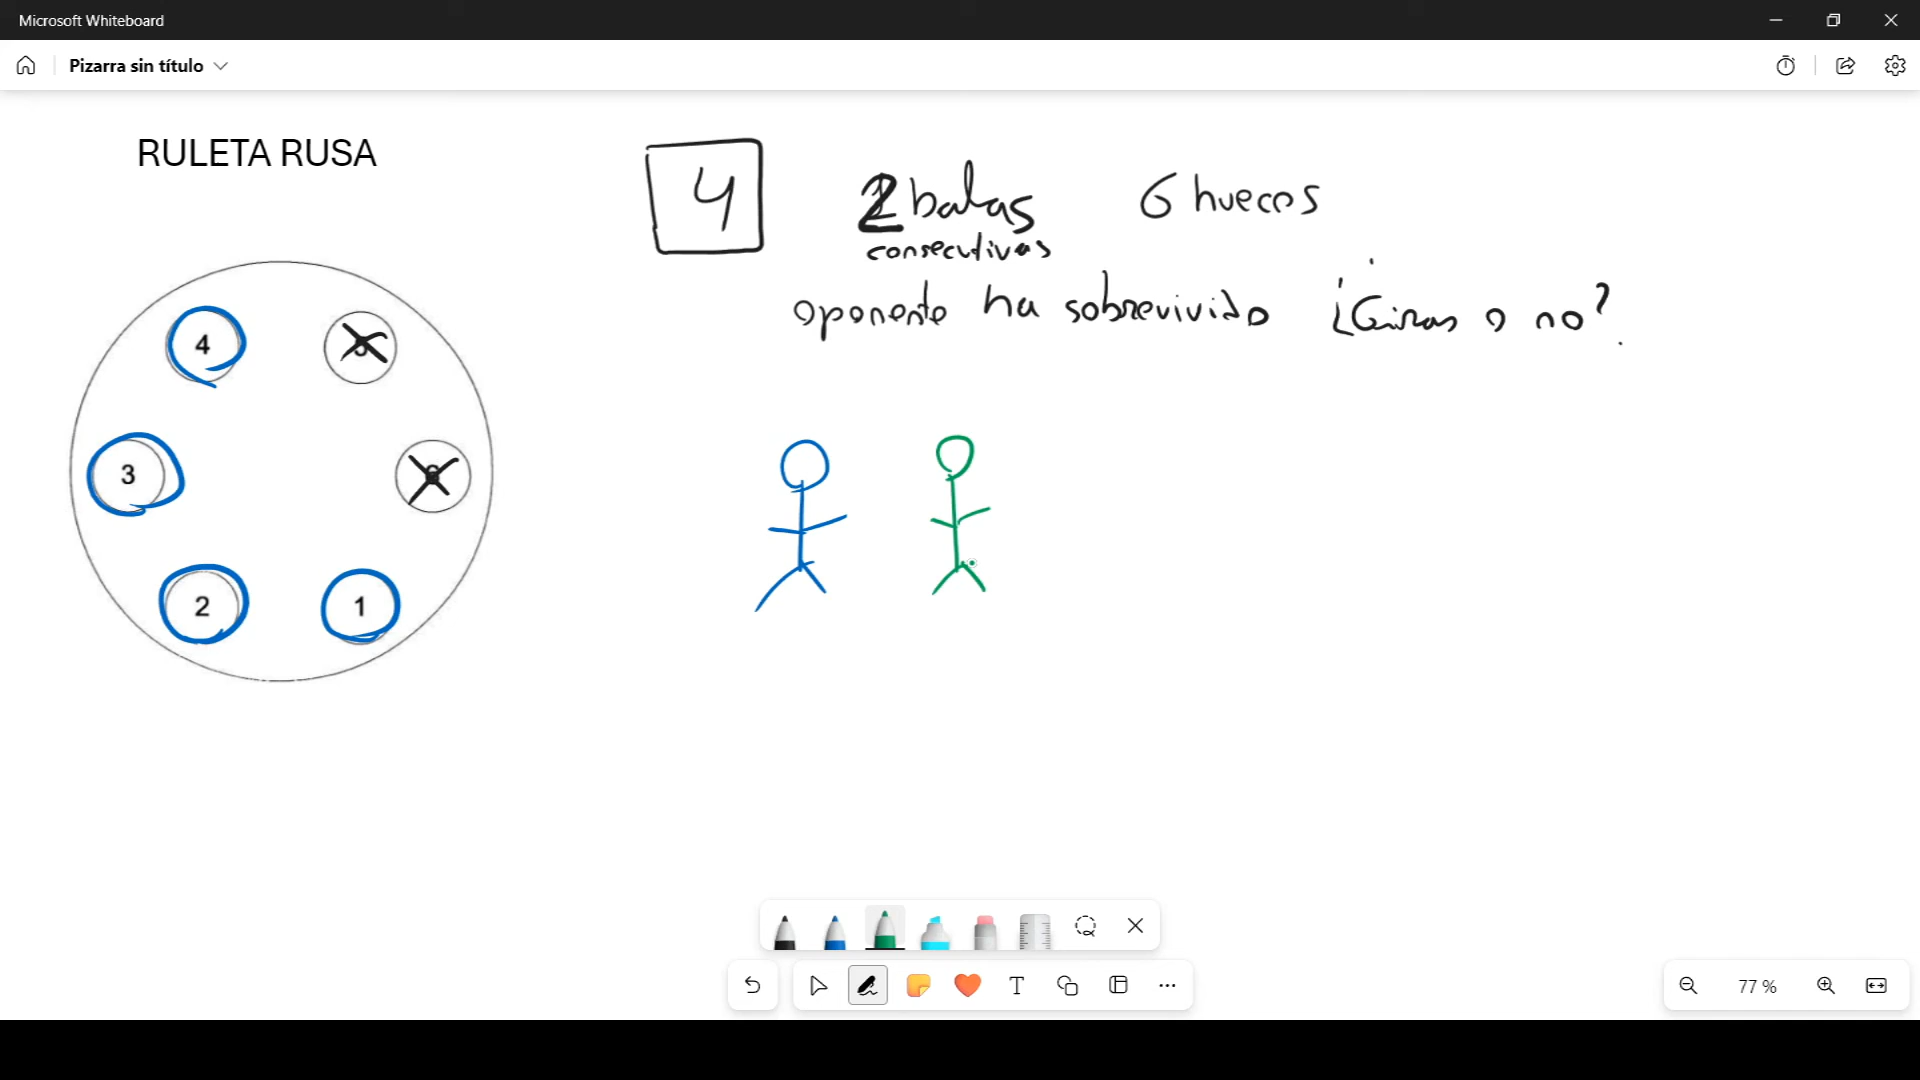 Microsoft Whiteboard
Pizarra sin título
RULETA RUSA
4
2 balas
6 huecos
consecutivas
oponente ha sobrevivido ¿Giras o no?
4
3
2
1
77 %